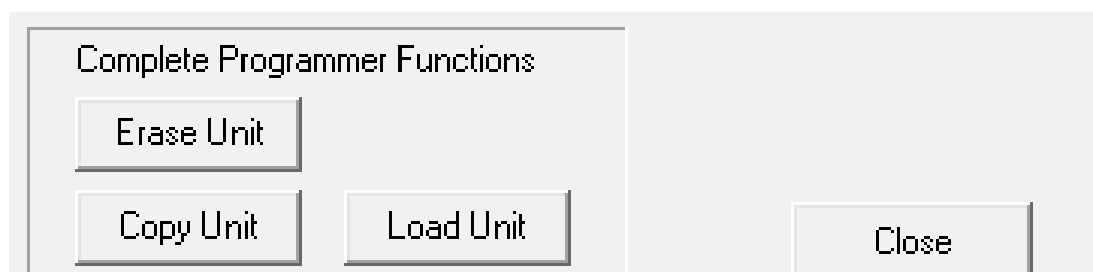 Complete Programmer Functions
Erase Unit
Copy Unit Load Unit
Close